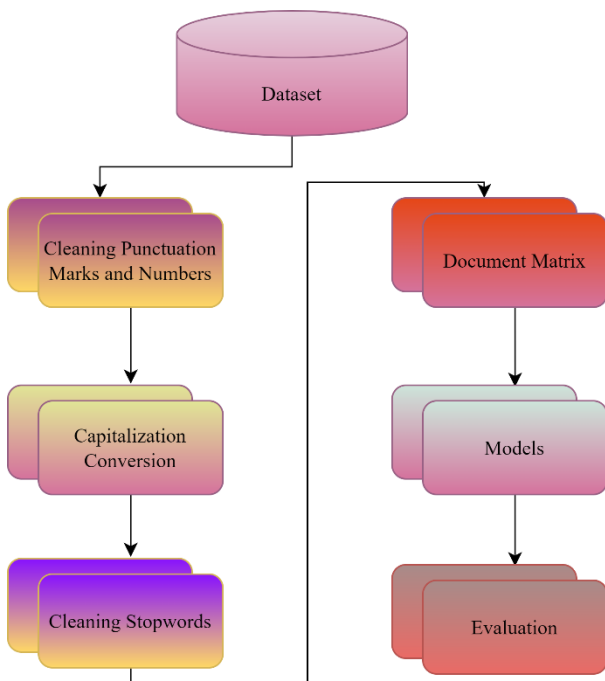 Dataset
Cleaning Punctuation
Marks and Numbers
Capitalization
Conversion
Cleaning Stopwords
Document Matrix
Models
Evaluation